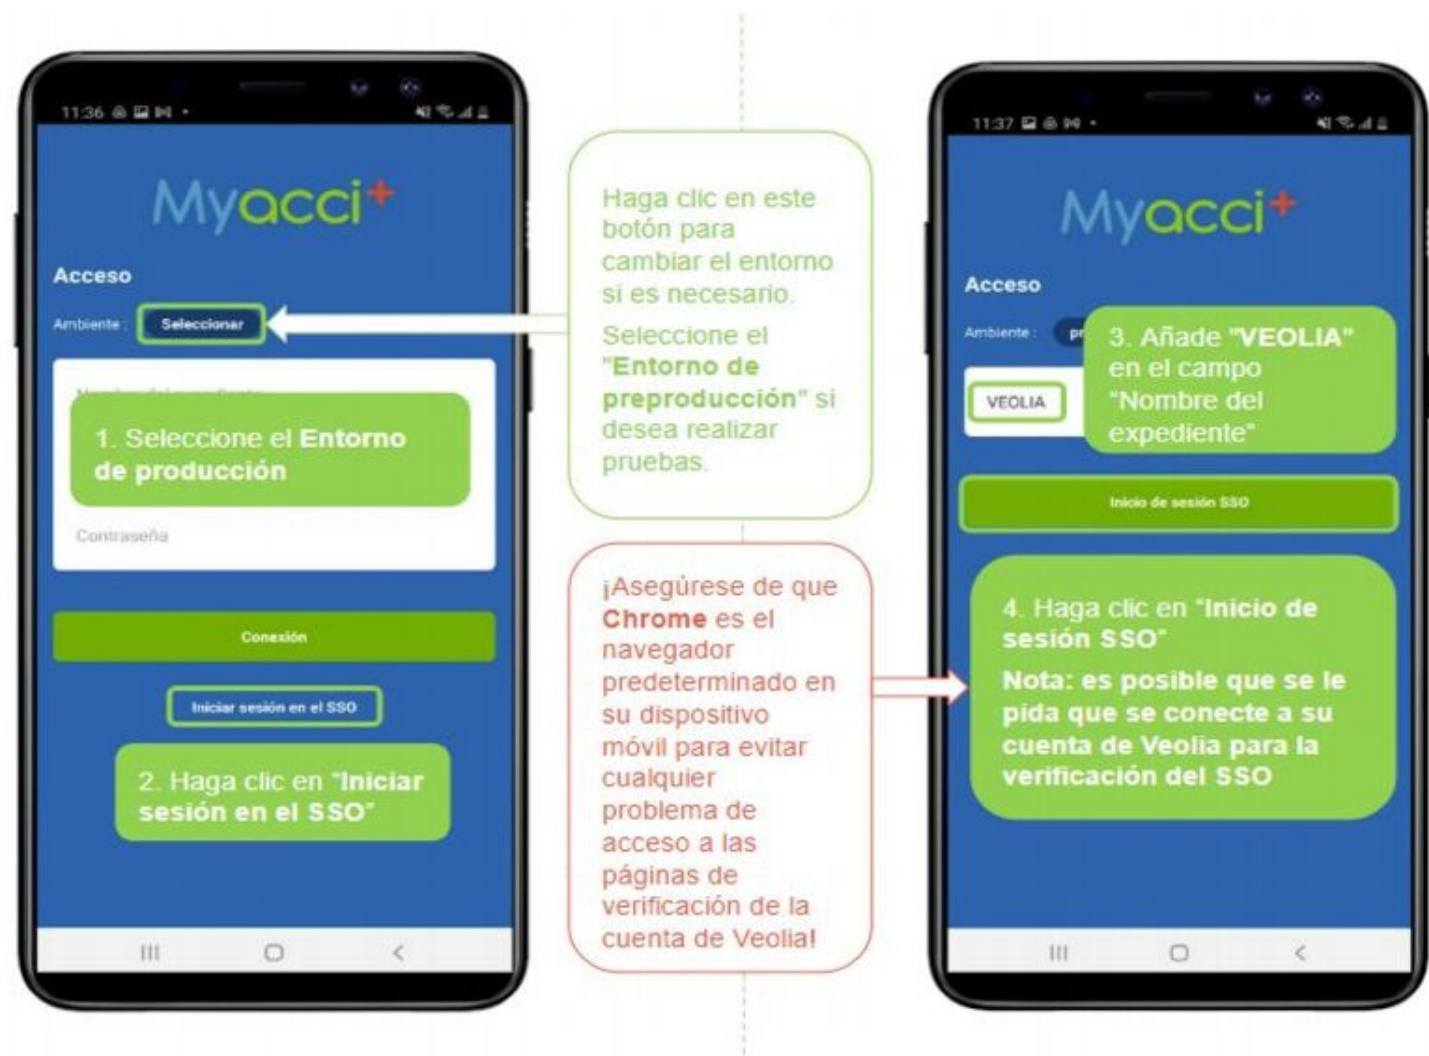 11:36
Myacci+
Acceso
Ambiente :
Seleccionar
1. Seleccione el Entorno
de producción
Contraseña
Conexión
Iniciar sesión en el SSO
2. Haga clic en "Iniciar
sesión en el SSO"
Haga clic en este
botón para
cambiar el entorno
si es necesario.
Seleccione el
"Entorno de
preproducción" si
desea realizar
pruebas.
¡Asegúrese de que
Chrome es el
navegador
predeterminado en
su dispositivo
móvil para evitar
cualquier
problema de
acceso a las
páginas de
verificación de la
cuenta de Veolia!
11:37
Myacci+
Acceso
Ambiente :
pr
3. Añade "VEOLIA"
en el campo
"Nombre del
expediente"
VEOLIA
Inicio de sesión SSO
4. Haga clic en "Inicio de
sesión SSO"
Nota: es posible que se le
pida que se conecte a su
cuenta de Veolia para la
verificación del SSO